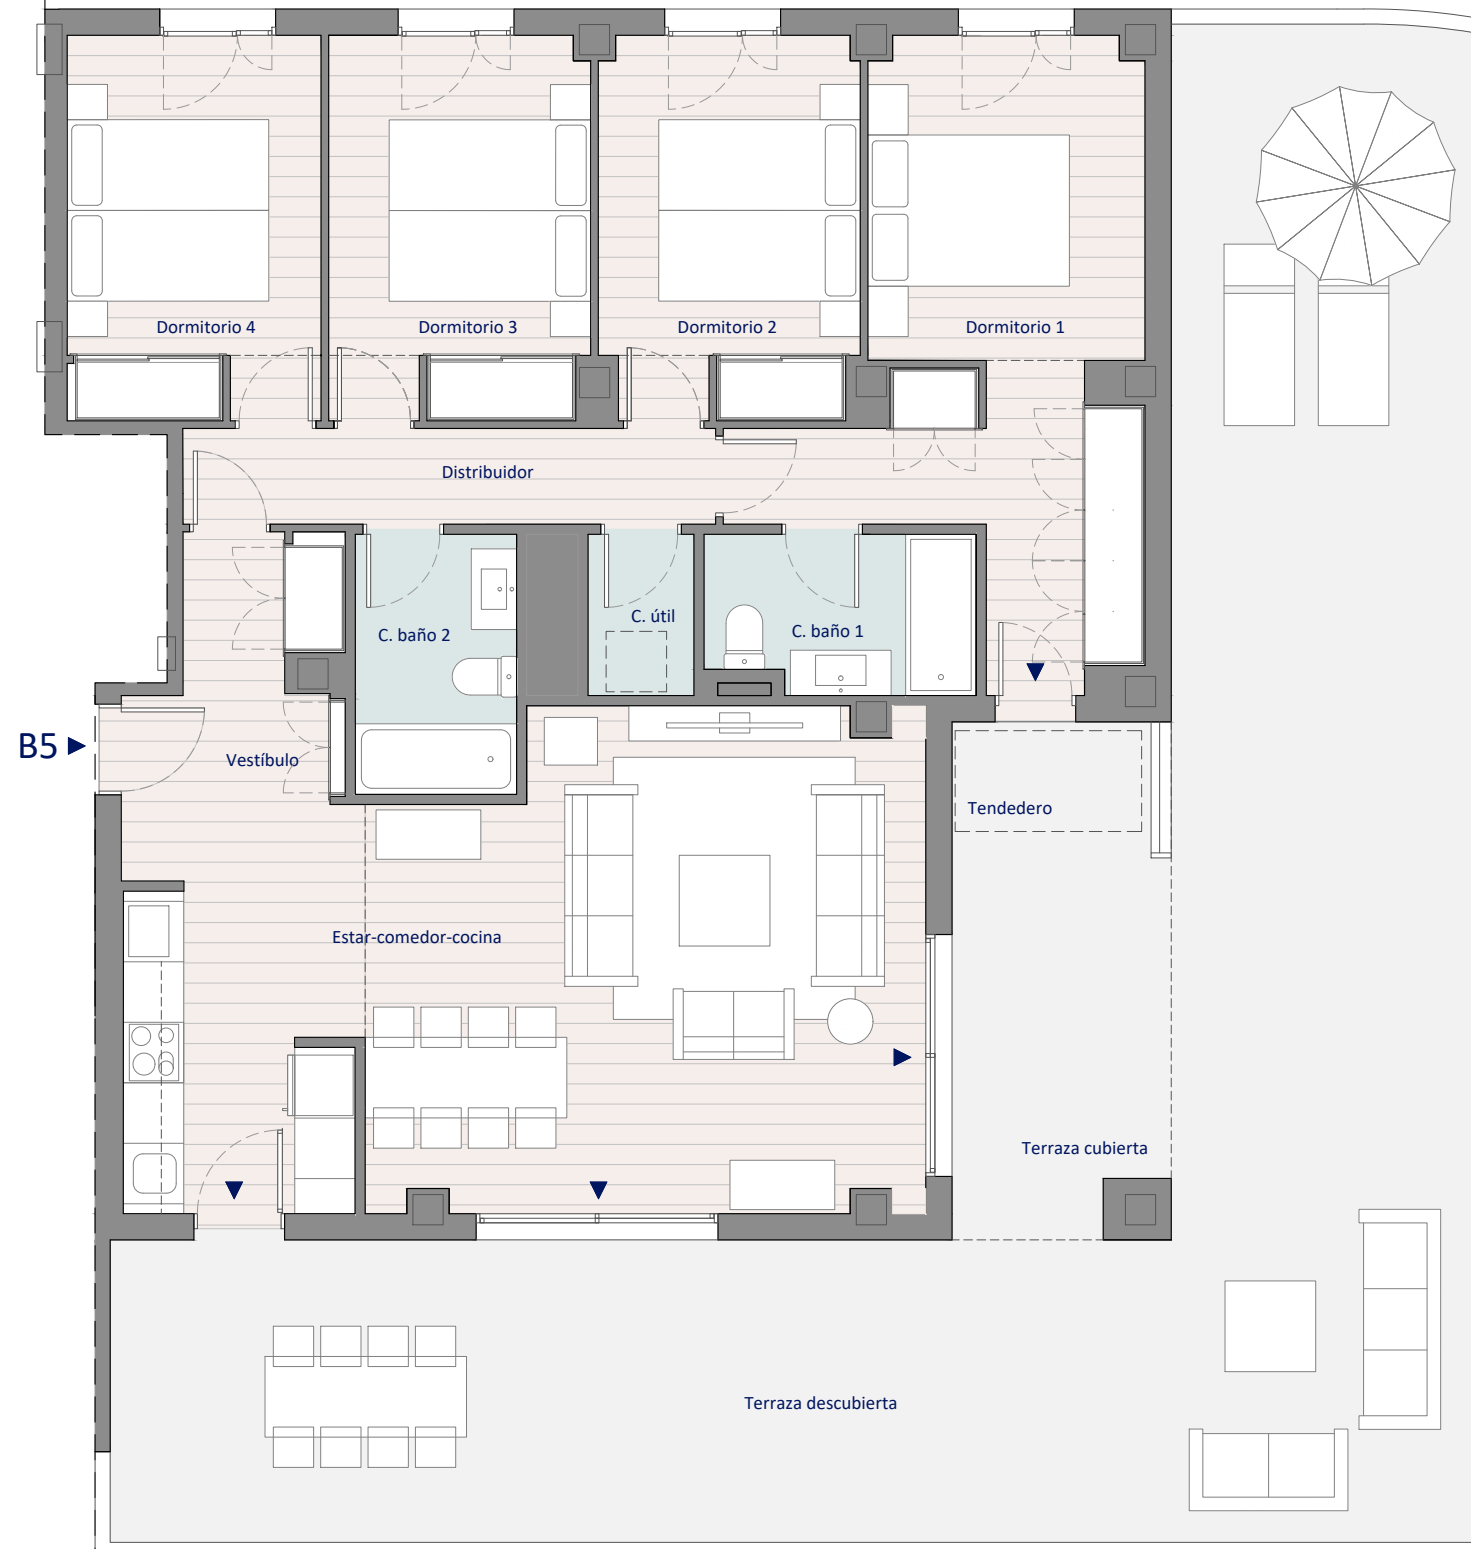 Dormitorio 4
Dormitorio 3
Dormitorio 2
Dormitorio 1
Distribuidor
C. útil
C. baño 2
C. baño 1
B5
Vestíbulo
Tendedero
Estar-comedor-cocina
Terraza cubierta
Terraza descubierta